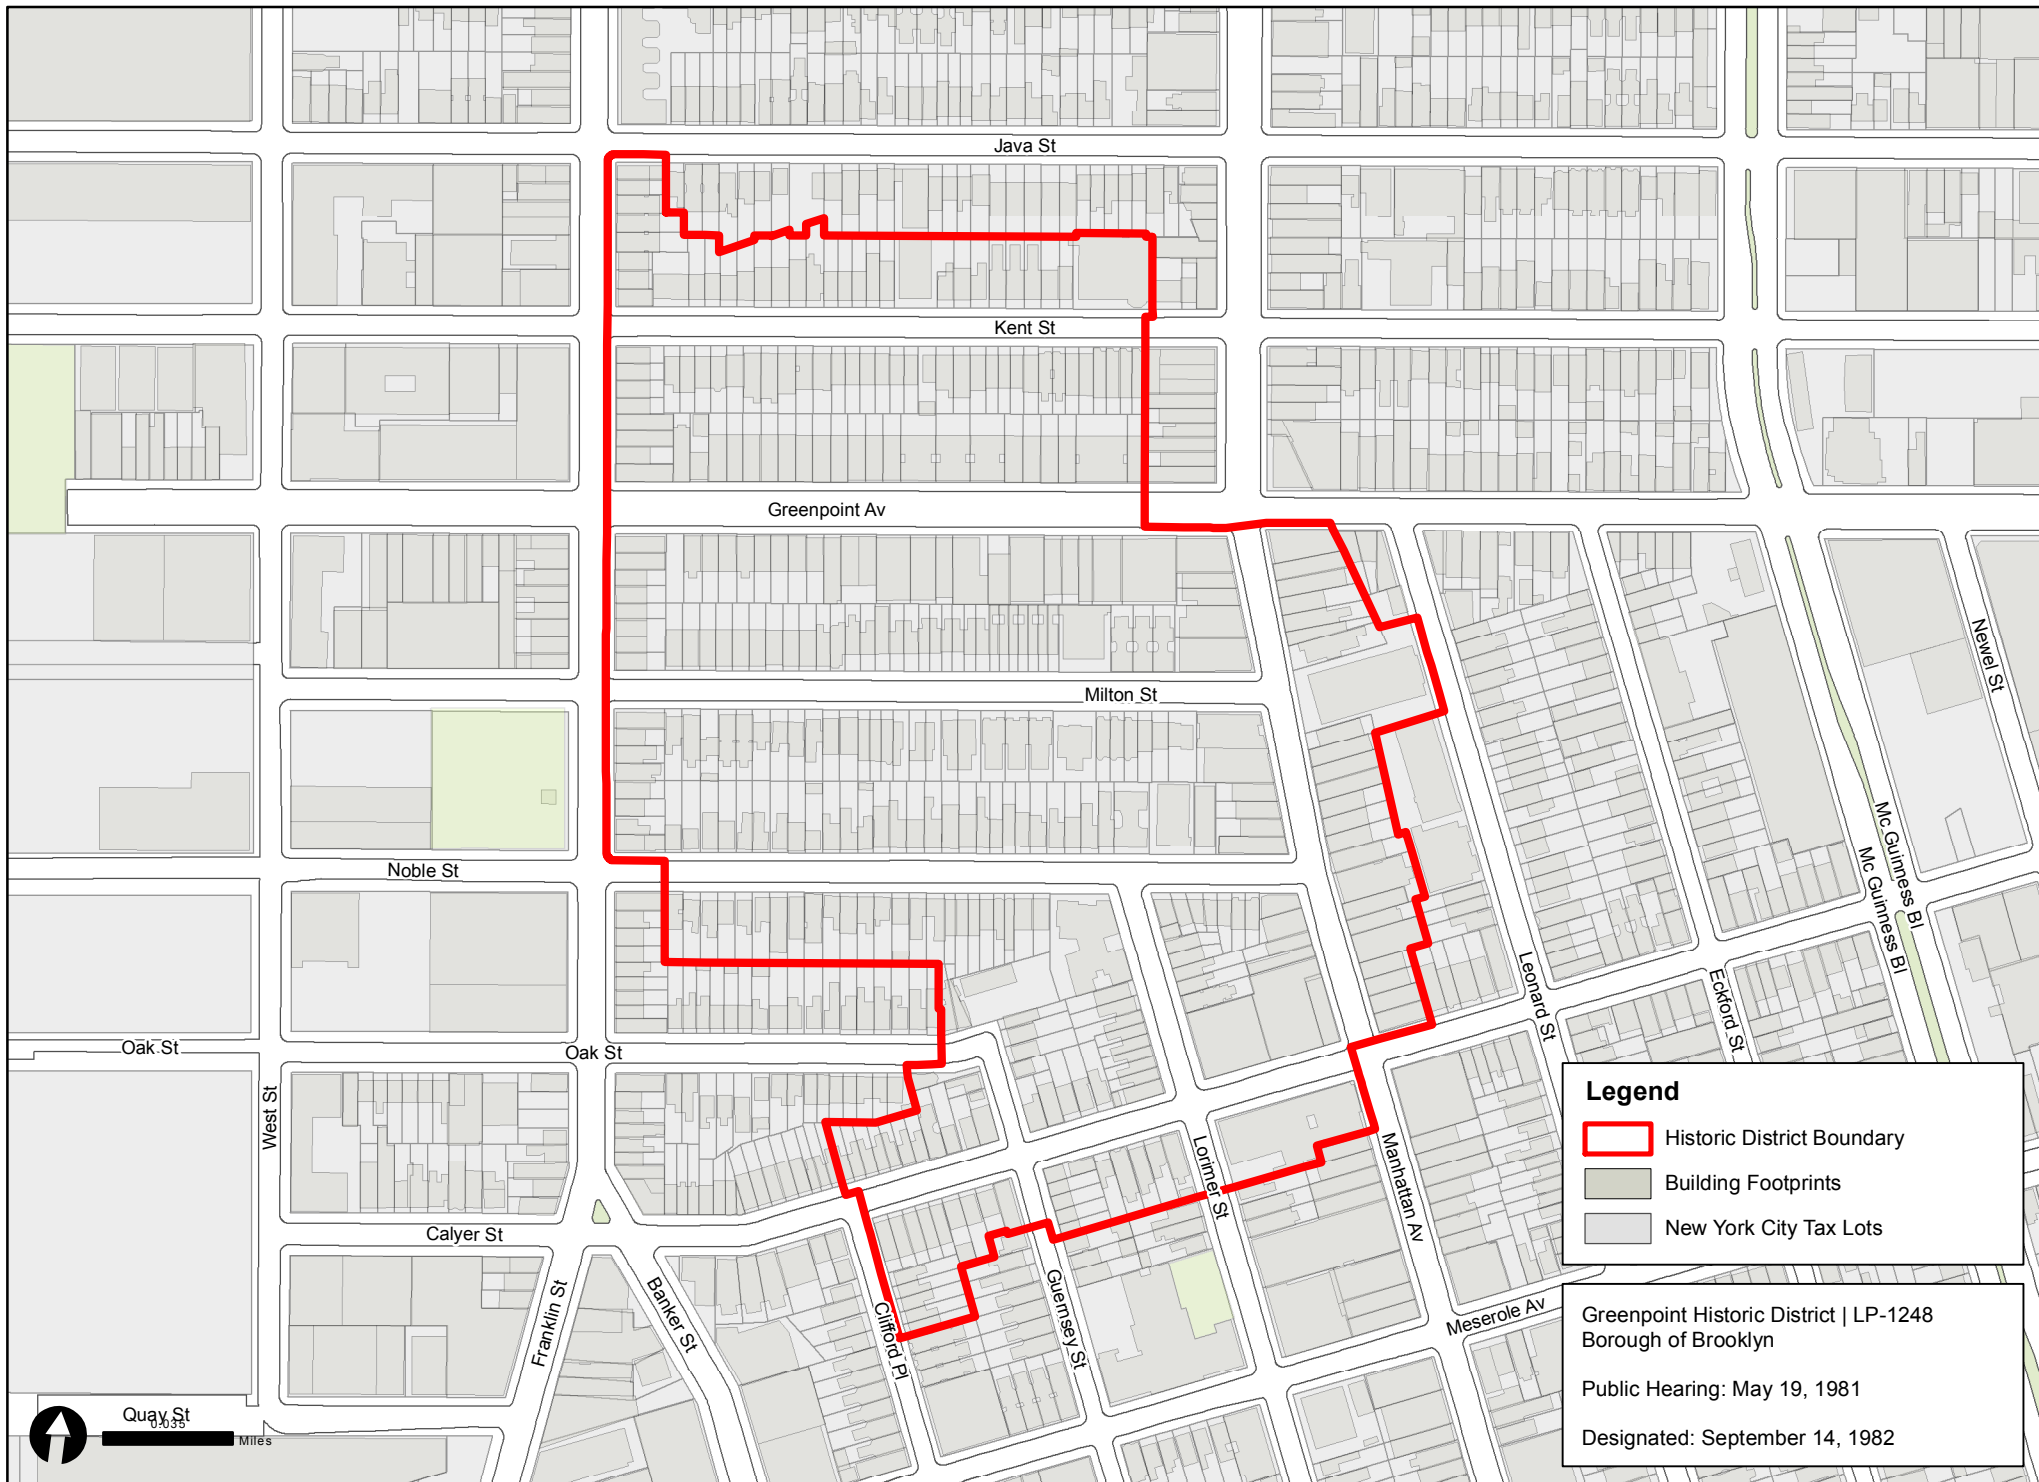 Java St
Kent St
Greenpoint Av
Milton St
Newel St
Noble St
Mc Guinness Bl
Mc Guinness Bl
Leonard St
Eckford St
Oak St
Oak St
West St
Lorimer St
Manhattan Av
Calyer St
Franklin St
Banker St
Clifford Pl
Guernsey St
Meserole Av
Quay St
0.035
Miles
Legend
Historic District Boundary
Building Footprints
New York City Tax Lots
Greenpoint Historic District | LP-1248
Borough of Brooklyn
Public Hearing: May 19, 1981
Designated: September 14, 1982